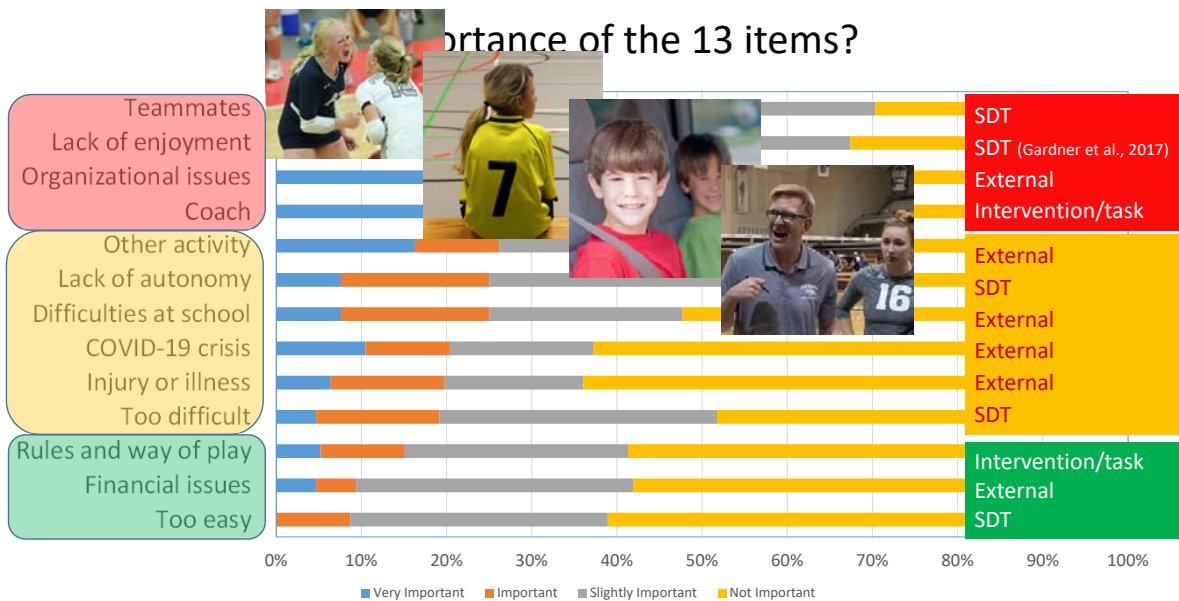 ortance of the 13 items?
Teammates
SDT
Lack of enjoyment
SDT (Gardner et al., 2017)
Organizational issues
External
Coach
Intervention/task
Other activity
External
Lack of autonomy
SDT
Difficulties at school
External
COVID-19 crisis
External
Injury or illness
External
Too difficult
SDT
Rules and way of play
Intervention/task
Financial issues
External
Too easy
SDT
7
16
0% 10% 20% 30% 40% 50% 60% 70% 80% 90% 100%
Very Important Important Slightly Important Not Important